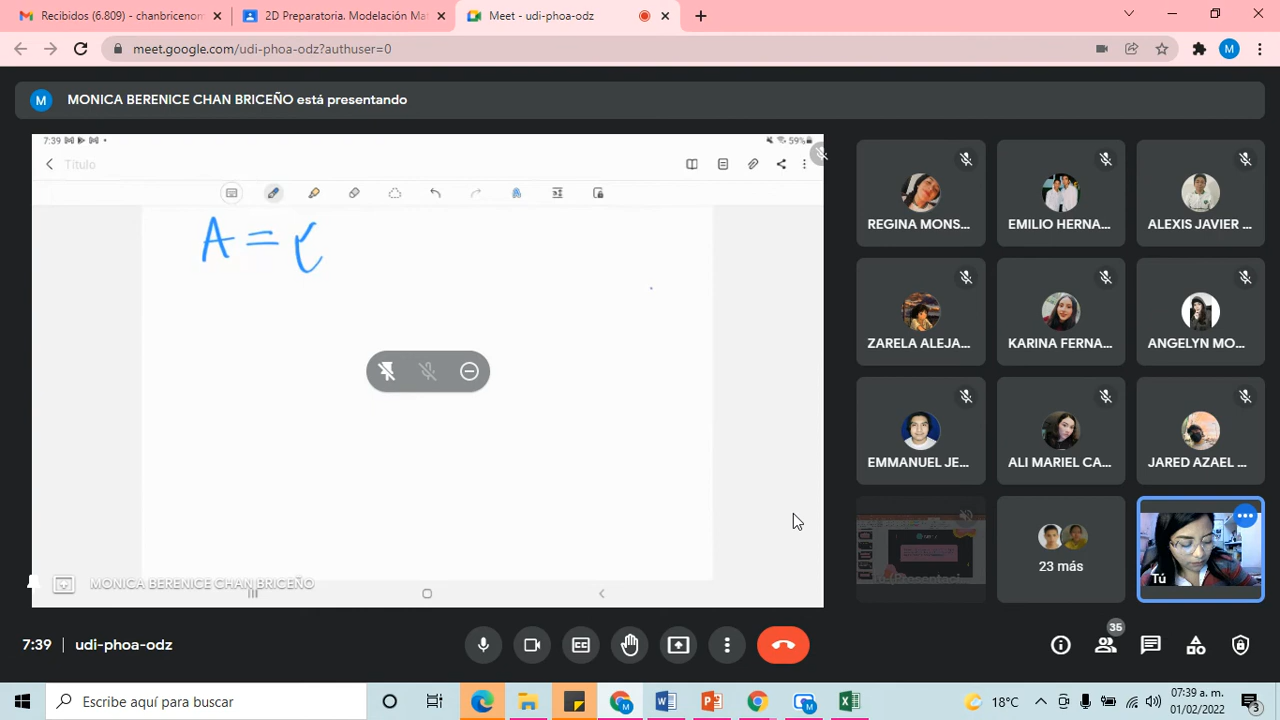 Recibidos (6.809) - chanbricenom
2D Preparatoria. Modelación Mat
Meet - udi-phoa-odz
meet.google.com/udi-phoa-odz?authuser=0
M
M
MONICA BERENICE CHAN BRICEÑO está presentando
7:39
59%
Título
A =
MONICA BERENICE CHAN BRICEÑO
REGINA MONS...
EMILIO HERNA...
ALEXIS JAVIER ...
ZARELA ALEJA...
KARINA FERNA...
ANGELYN MO...
EMMANUEL JE...
ALI MARIEL CA...
JARED AZAEL ...
23 más
Tú
7:39
udi-phoa-odz
35
Escribe aquí para buscar
18°C
07:39 a. m.
01/02/2022
3